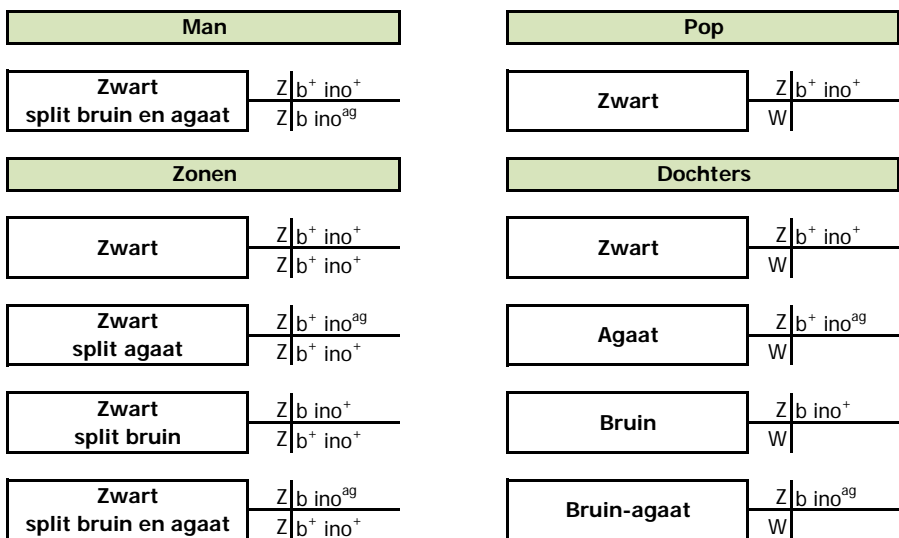 Man
Pop
Zwart
split bruin en agaat
Z b⁺ ino⁺
Z b ino^ag
Zwart
Z b⁺ ino⁺
W
Zonen
Dochters
Zwart
Z b⁺ ino⁺
Z b⁺ ino⁺
Zwart
Z b⁺ ino⁺
W
Zwart
split agaat
Z b⁺ ino^ag
Z b⁺ ino⁺
Agaat
Z b⁺ ino^ag
W
Zwart
split bruin
Z b ino⁺
Z b⁺ ino⁺
Bruin
Z b ino⁺
W
Zwart
split bruin en agaat
Z b ino^ag
Z b⁺ ino⁺
Bruin-agaat
Z b ino^ag
W